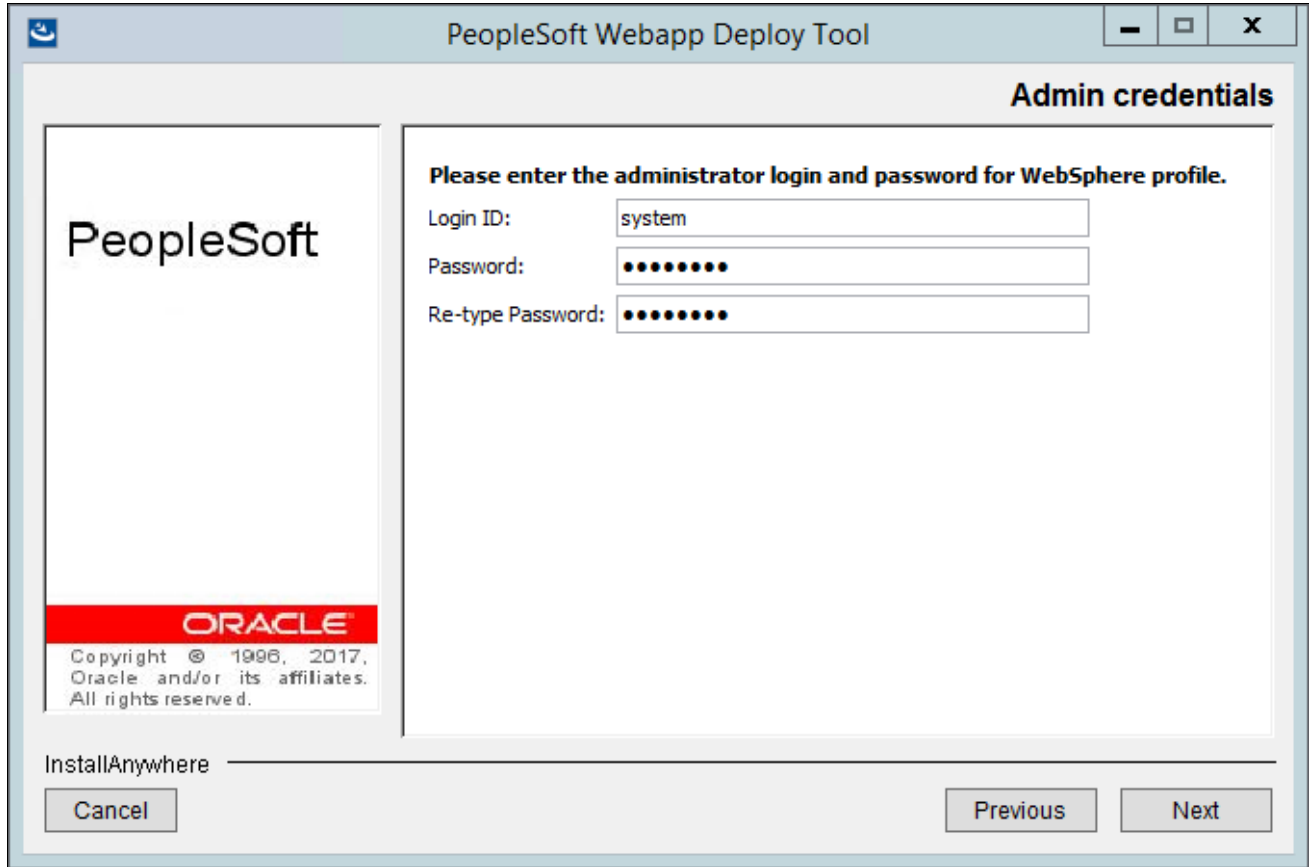 PeopleSoft Webapp Deploy Tool
Admin credentials
PeopleSoft
ORACLE
Copyright © 1996, 2017,
Oracle and/or its affiliates.
All rights reserved.
Please enter the administrator login and password for WebSphere profile.
Login ID: system
Password: ••••••••
Re-type Password: ••••••••
InstallAnywhere
Cancel Previous Next